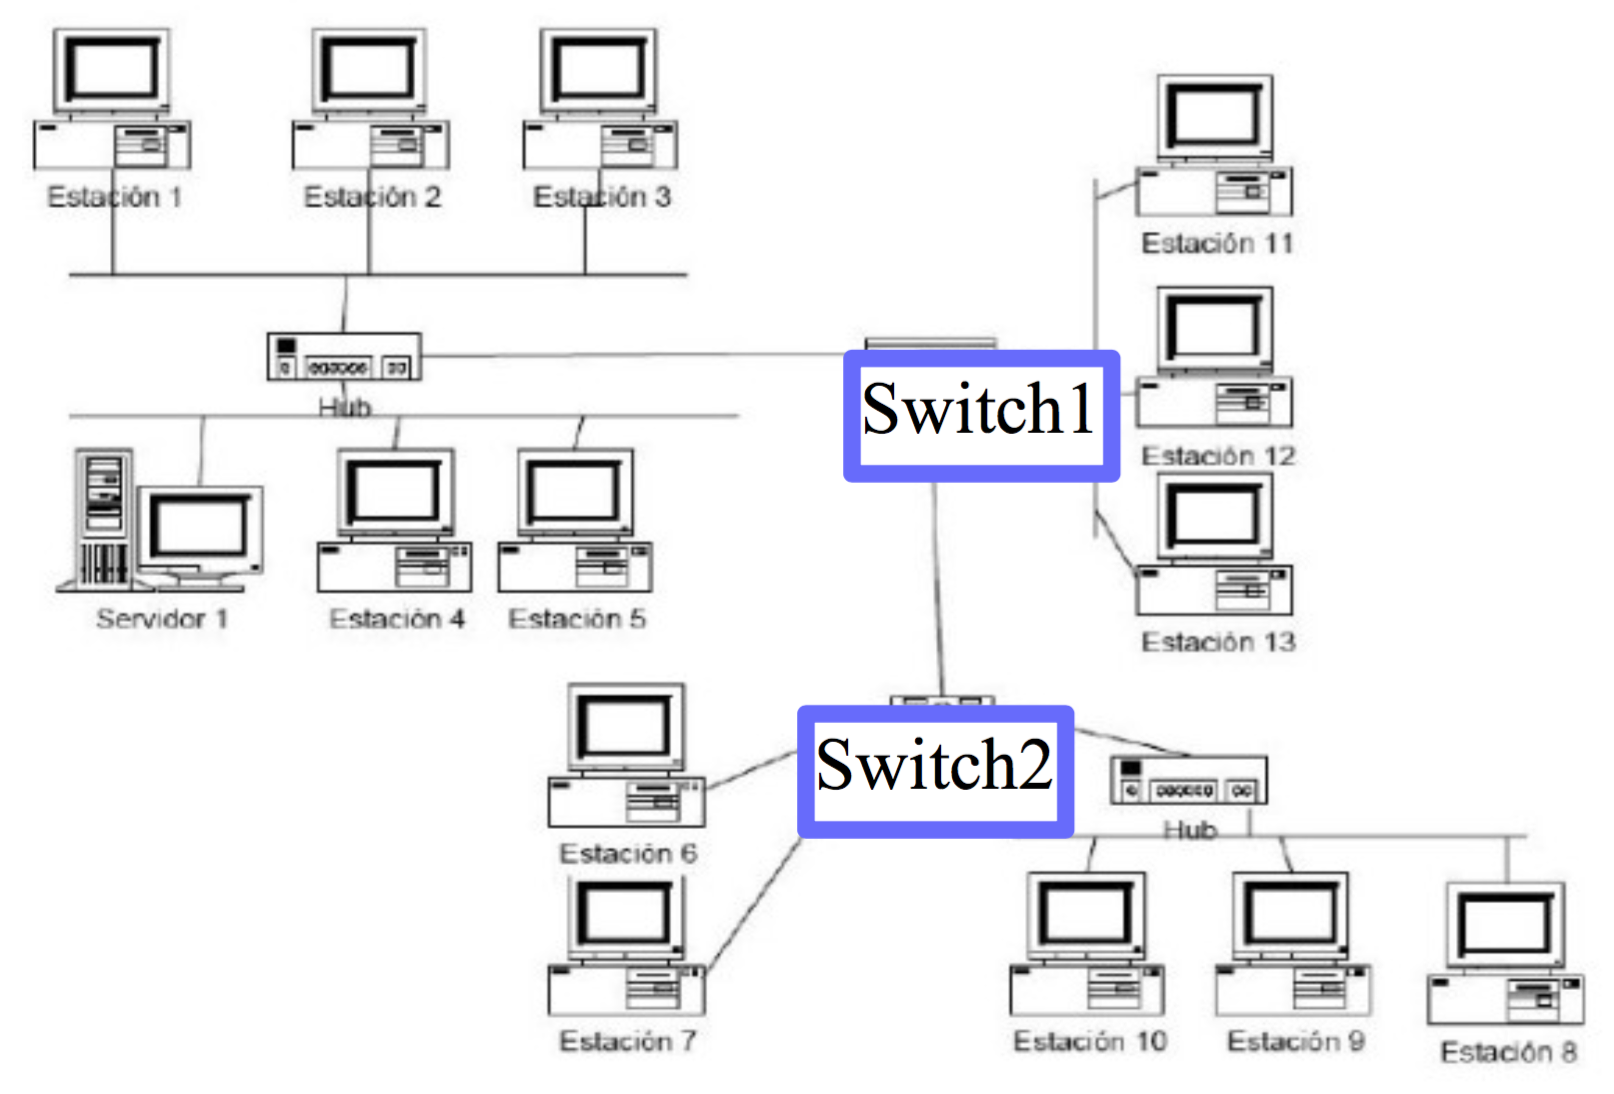 Estación 1
Estación 2
Estación 3
Estación 11
Hub
Switch1
Estación 12
Servidor 1
Estación 4
Estación 5
Estación 13
Switch2
Hub
Estación 6
Estación 7
Estación 10
Estación 9
Estación 8